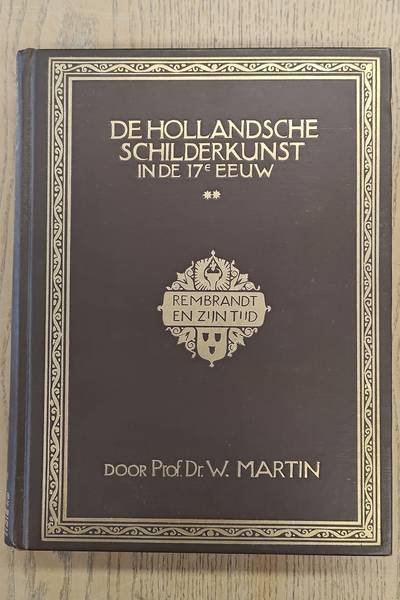 DE HOLLANDSCHE
SCHILDERKUNST
IN DE 17e EEUW
**
REMBRANDT
EN ZIJN TIJD
DOOR Prof. Dr. W. MARTIN